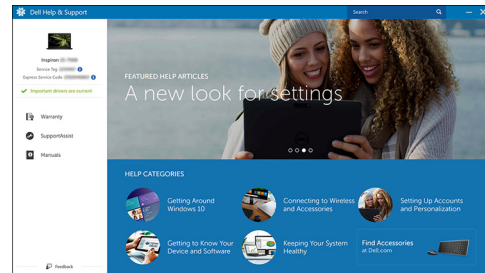 Dell Help & Support
Search
Inspiron
Service Tag
Express Service Code
Important drivers are current
Warranty
SupportAssist
Manuals
Feedback
FEATURED HELP ARTICLES
A new look for settings
HELP CATEGORIES
Getting Around
Windows 10
Connecting to Wireless
and Accessories
Setting Up Accounts
and Personalization
Getting to Know Your
Device and Software
Keeping Your System
Healthy
Find Accessories
at Dell.com